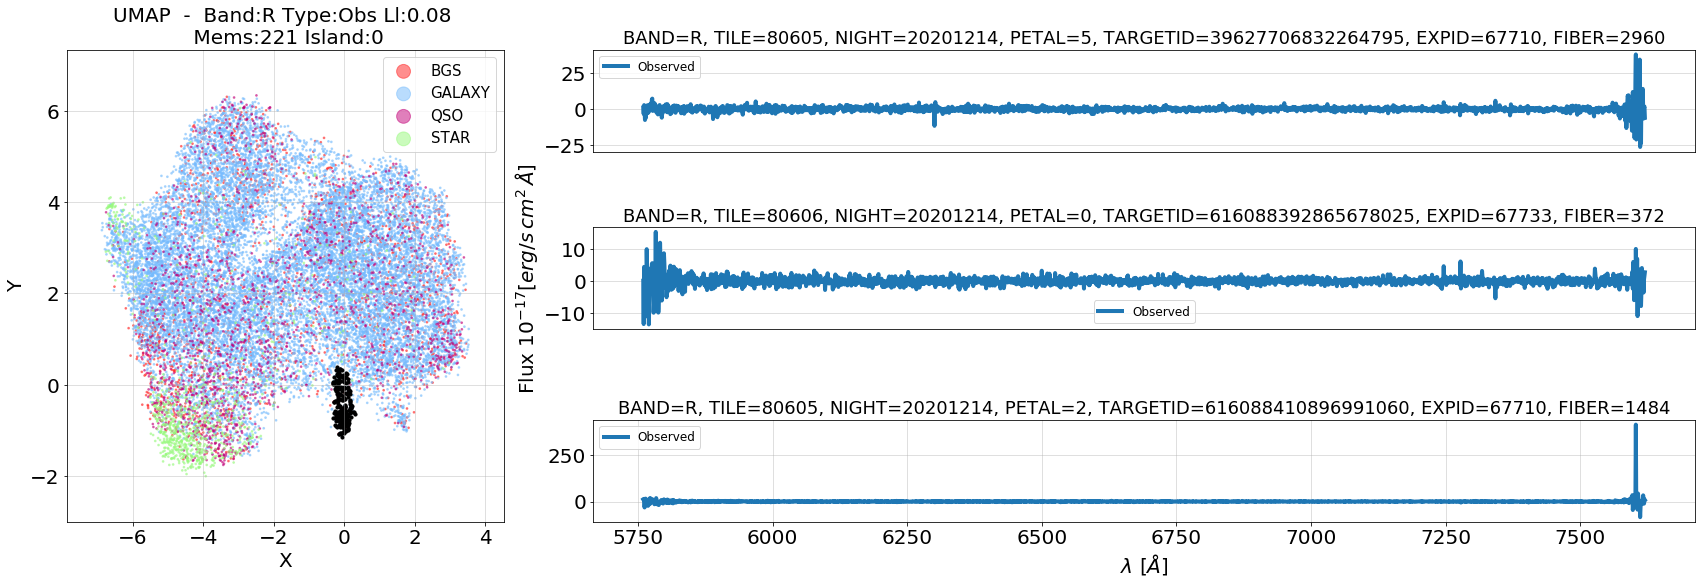 UMAP - Band:R Type:Obs Ll:0.08
Mems:221 Island:0
BGS
GALAXY
QSO
STAR
6
4
2
0
−2
Y
−6
−4
−2
0
2
4
X
Flux 10⁻¹⁷[erg/s cm² Å]
BAND=R, TILE=80605, NIGHT=20201214, PETAL=5, TARGETID=39627706832264795, EXPID=67710, FIBER=2960
Observed
25
0
−25
BAND=R, TILE=80606, NIGHT=20201214, PETAL=0, TARGETID=616088392865678025, EXPID=67733, FIBER=372
10
0
−10
Observed
BAND=R, TILE=80605, NIGHT=20201214, PETAL=2, TARGETID=616088410896991060, EXPID=67710, FIBER=1484
Observed
250
0
5750
6000
6250
6500
6750
7000
7250
7500
λ [Å]